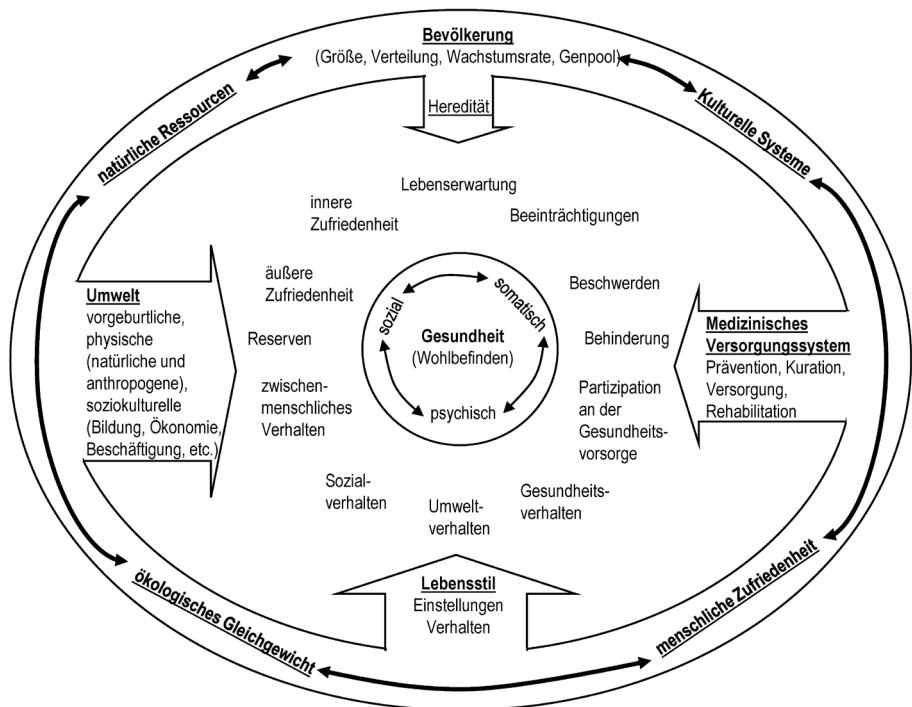 Bevölkerung
(Größe, Verteilung, Wachstumsrate, Genpool)
Heredität
natürliche Ressourcen
Kulturelle Systeme
Lebenserwartung
innere
Zufriedenheit
Beeinträchtigungen
äußere
Zufriedenheit
Beschwerden
Umwelt
vorgeburtliche,
physische
(natürliche und
anthropogene),
soziokulturelle
(Bildung, Ökonomie,
Beschäftigung, etc.)
Reserven
zwischen-
menschliches
Verhalten
sozial
somatisch
Gesundheit
(Wohlbefinden)
psychisch
Behinderung
Partizipation
an der
Gesundheits-
vorsorge
Medizinisches
Versorgungssystem
Prävention, Kuration,
Versorgung,
Rehabilitation
Sozial-
verhalten
Umwelt-
verhalten
Gesundheits-
verhalten
Lebensstil
Einstellungen
Verhalten
ökologisches Gleichgewicht
menschliche Zufriedenheit